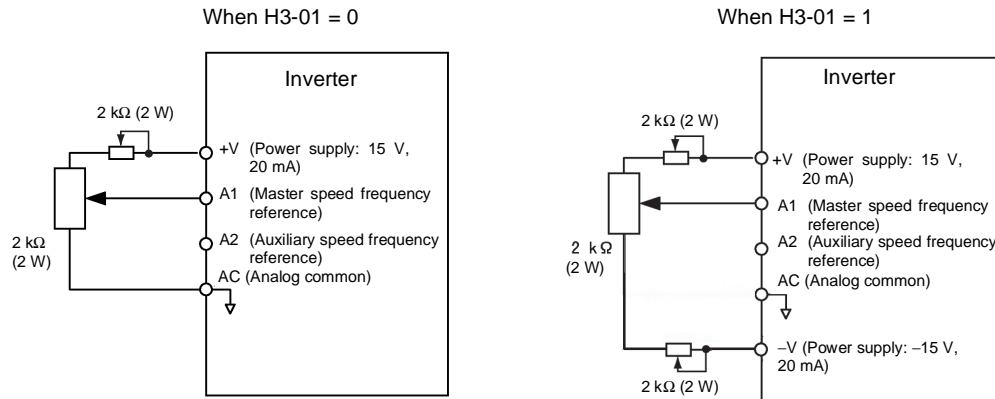 When H3-01 = 0
Inverter
2 kΩ (2 W)
+V (Power supply: 15 V,
20 mA)
A1 (Master speed frequency
reference)
2 kΩ
(2 W)
A2 (Auxiliary speed frequency
reference)
AC (Analog common)
When H3-01 = 1
Inverter
2 kΩ (2 W)
+V (Power supply: 15 V,
20 mA)
A1 (Master speed frequency
reference)
2 kΩ
(2 W)
A2 (Auxiliary speed frequency
reference)
AC (Analog common)
−V (Power supply: −15 V,
20 mA)
2 kΩ (2 W)